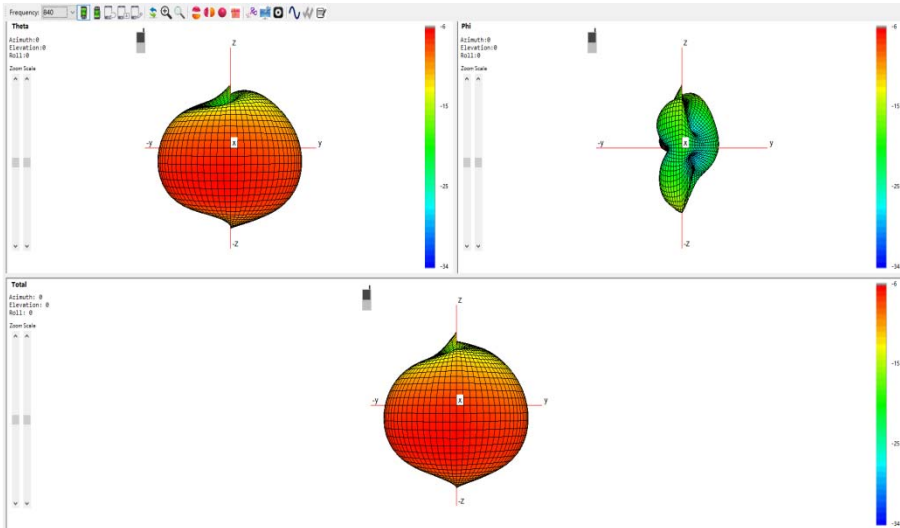 Frequency: 840
Theta
Azimuth:0
Elevation:0
Roll:0
Zoom Scale
z
-y
x
y
-z
-6
-15
-25
-34
Phi
Azimuth:0
Elevation:0
Roll:0
Zoom Scale
z
-y
x
y
-z
-6
-15
-25
-34
Total
Azimuth: 0
Elevation: 0
Roll: 0
Zoom Scale
z
-y
x
y
-z
-6
-15
-25
-34